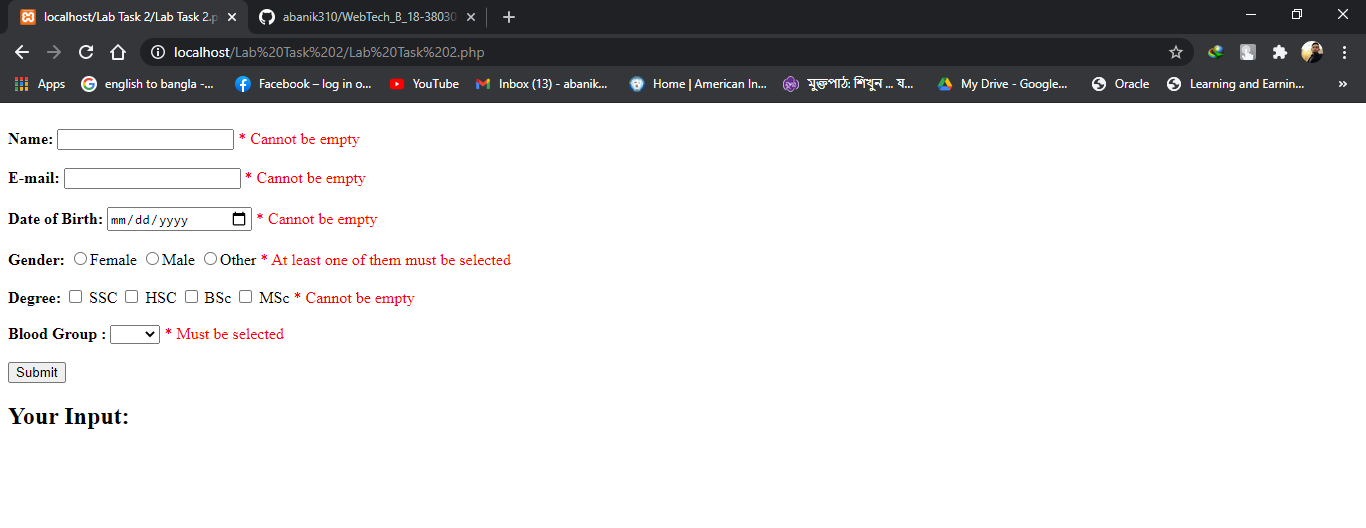 localhost/Lab Task 2/Lab Task 2.p
abanik310/WebTech_B_18-38030
localhost/Lab%20Task%202/Lab%20Task%202.php
Apps english to bangla -... Facebook – log in o... YouTube Inbox (13) - abanik... Home | American In... মুক্তপাঠ: শিখুন ... য... My Drive - Google... Oracle Learning and Earnin... »
Name: * Cannot be empty
E-mail: * Cannot be empty
Date of Birth: mm/dd/yyyy * Cannot be empty
Gender: Female Male Other * At least one of them must be selected
Degree: SSC HSC BSc MSc * Cannot be empty
Blood Group : * Must be selected
Submit
Your Input: